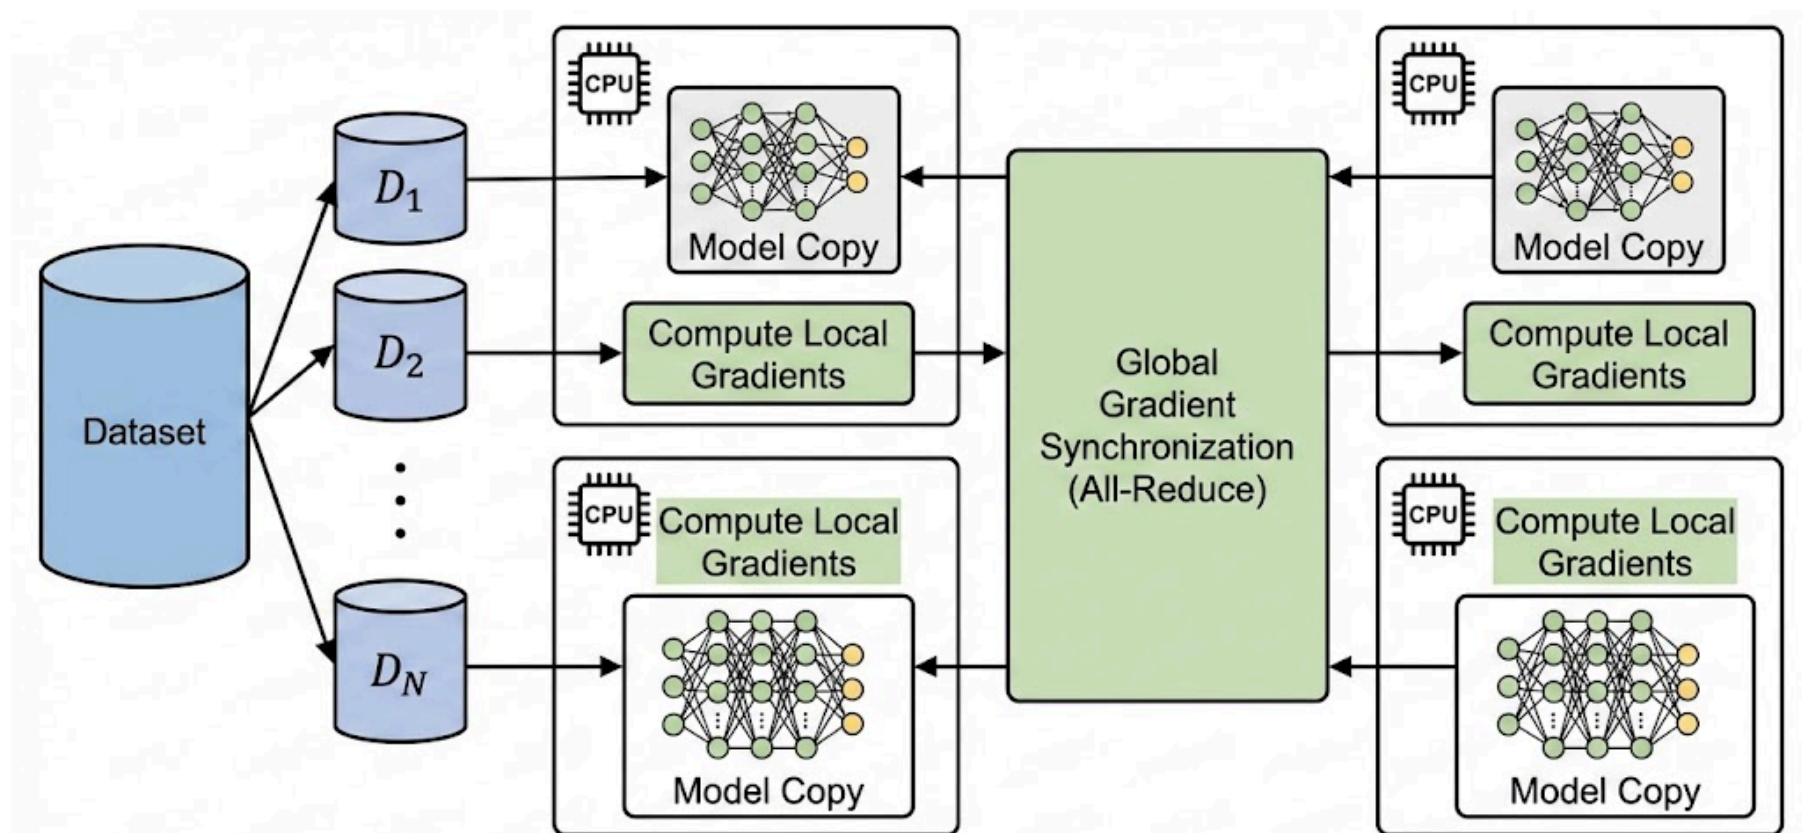 Dataset
D₁
D₂
D_N
CPU
Model Copy
Compute Local
Gradients
CPU
Compute Local
Gradients
Model Copy
Global
Gradient
Synchronization
(All-Reduce)
CPU
Model Copy
Compute Local
Gradients
CPU
Compute Local
Gradients
Model Copy